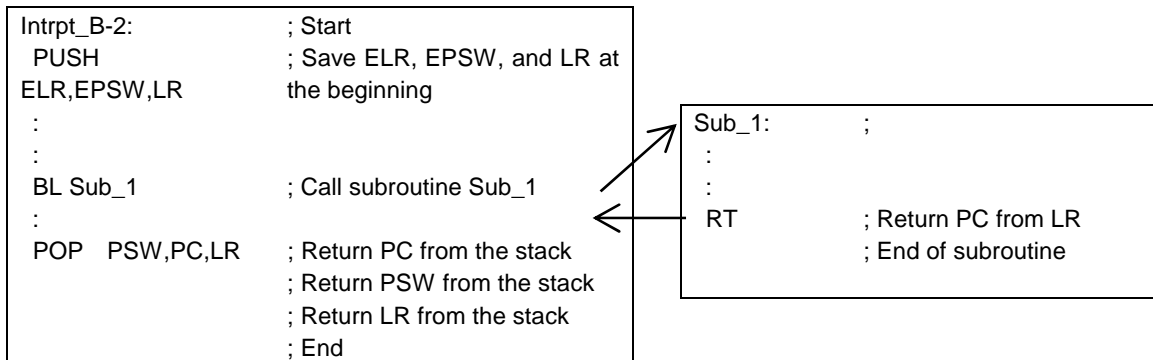 Intrpt_B-2: ; Start
PUSH ; Save ELR, EPSW, and LR at
ELR,EPSW,LR the beginning
:
:
BL Sub_1 ; Call subroutine Sub_1
:
POP PSW,PC,LR ; Return PC from the stack
; Return PSW from the stack
; Return LR from the stack
; End
Sub_1: ;
:
:
RT ; Return PC from LR
; End of subroutine